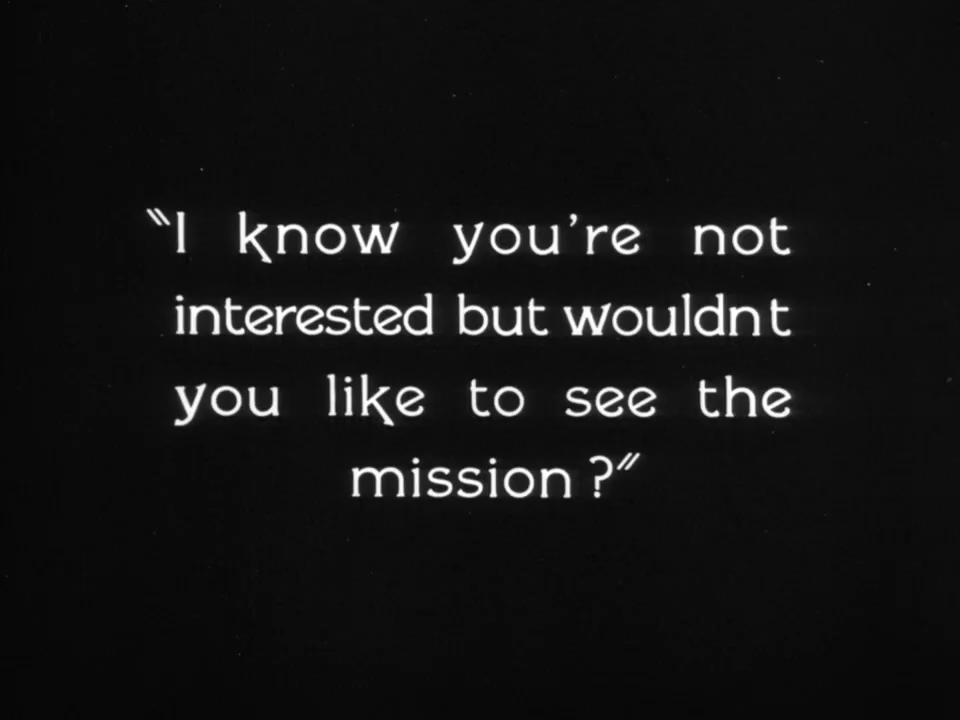 "I know you're not
interested but wouldnt
you like to see the
mission?"